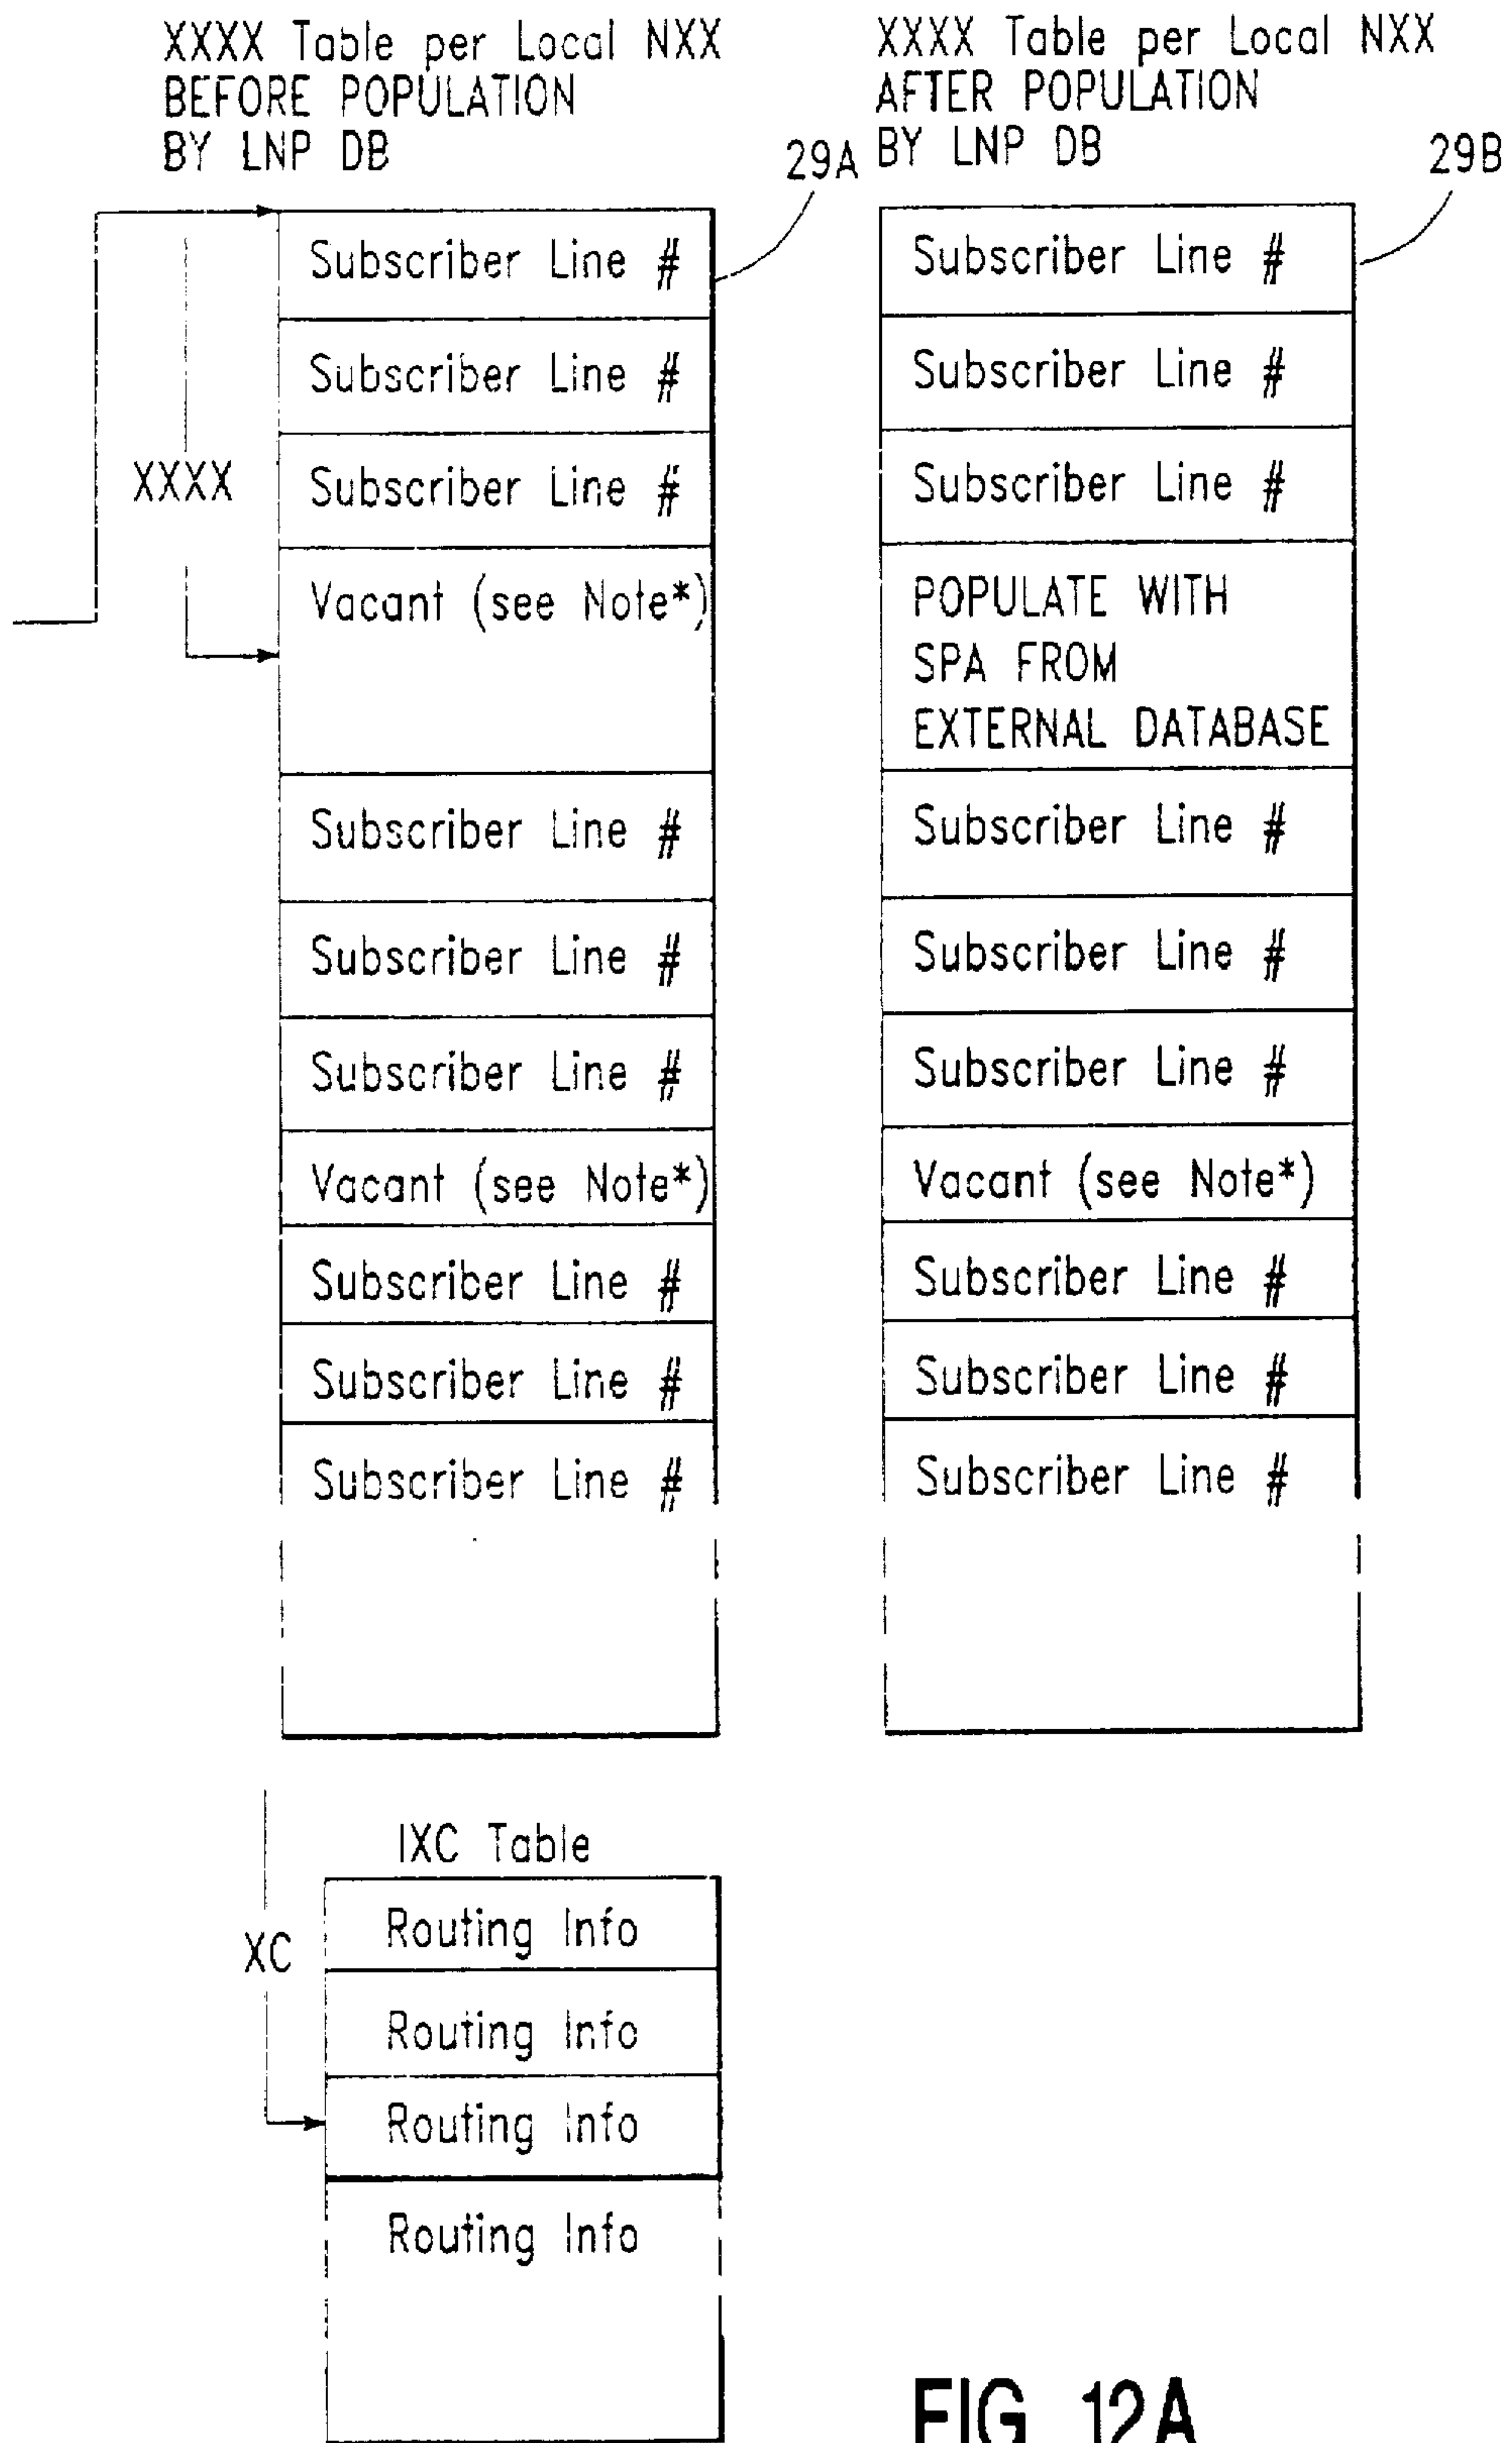 XXXX Table per Local NXX
BEFORE POPULATION
BY LNP DB
29A
Subscriber Line #
Subscriber Line #
XXXX
Subscriber Line #
Vacant (see Note*)
Subscriber Line #
Subscriber Line #
Subscriber Line #
Vacant (see Note*)
Subscriber Line #
Subscriber Line #
Subscriber Line #
XXXX Table per Local NXX
AFTER POPULATION
BY LNP DB
29B
Subscriber Line #
Subscriber Line #
Subscriber Line #
POPULATE WITH
SPA FROM
EXTERNAL DATABASE
Subscriber Line #
Subscriber Line #
Subscriber Line #
Vacant (see Note*)
Subscriber Line #
Subscriber Line #
Subscriber Line #
IXC Table
XC
Routing Info
Routing Info
Routing Info
Routing Info
FIG 12A